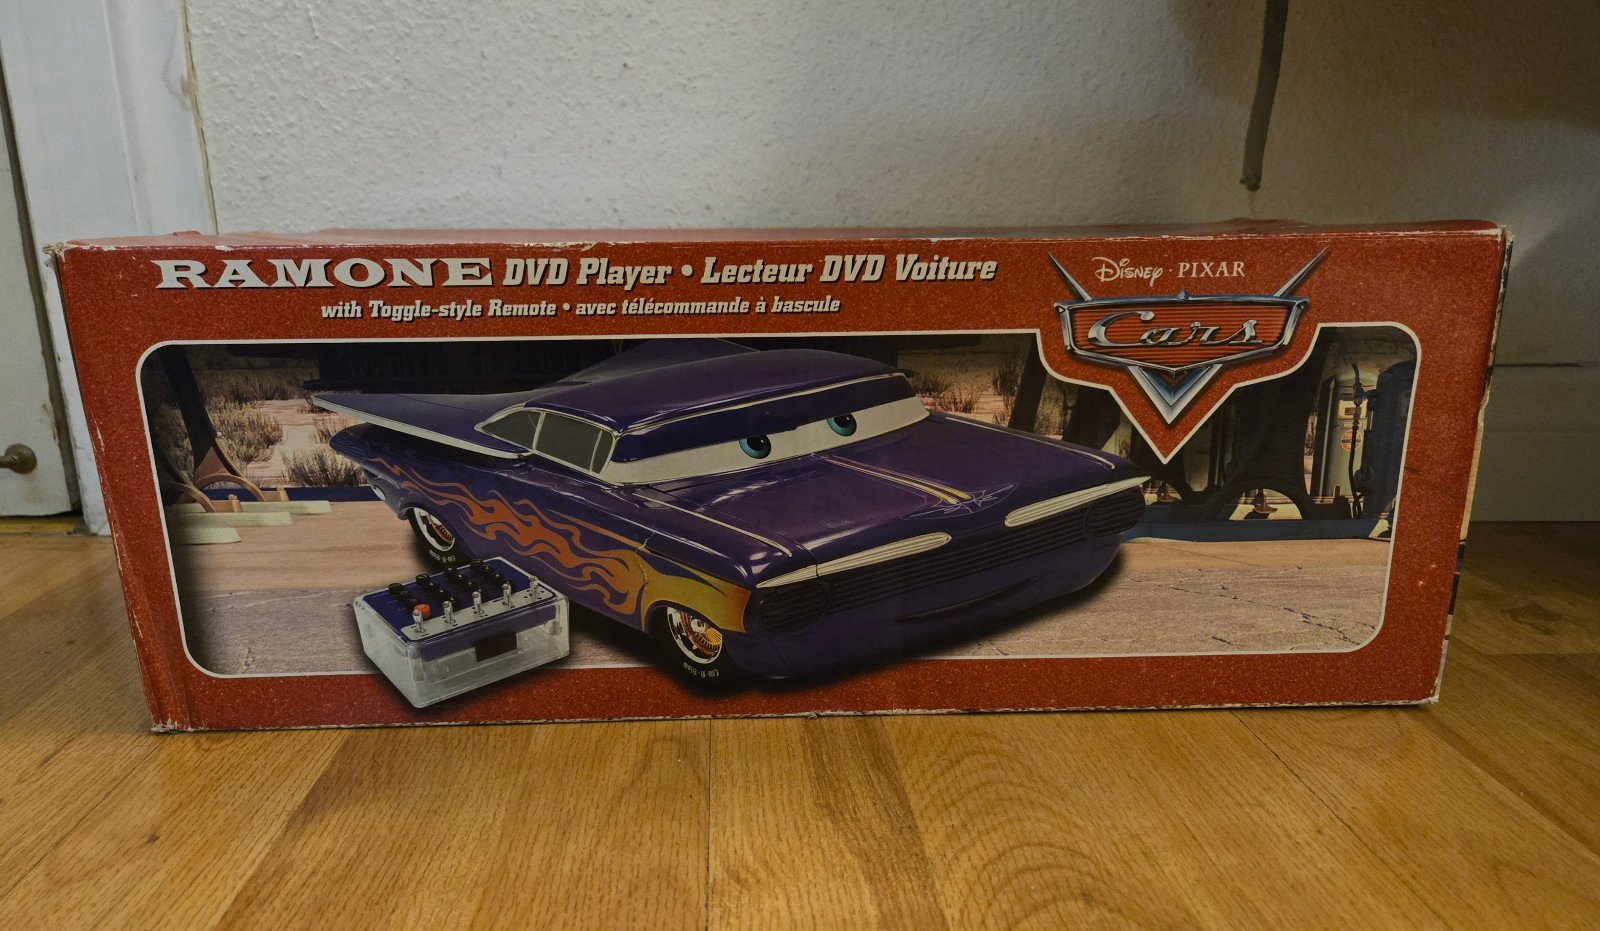 RAMONE DVD Player • Lecteur DVD Voiture
with Toggle-style Remote • avec télécommande à bascule
Disney · PIXAR
Cars